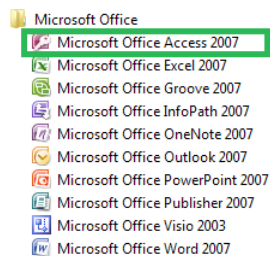 Microsoft Office
Microsoft Office Access 2007
Microsoft Office Excel 2007
Microsoft Office Groove 2007
Microsoft Office InfoPath 2007
Microsoft Office OneNote 2007
Microsoft Office Outlook 2007
Microsoft Office PowerPoint 2007
Microsoft Office Publisher 2007
Microsoft Office Visio 2003
Microsoft Office Word 2007